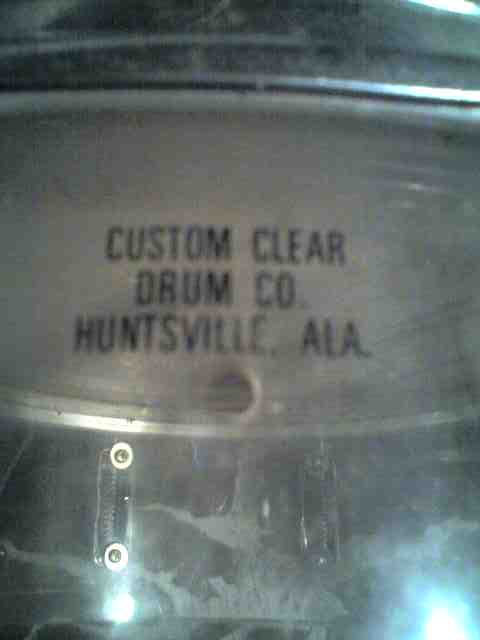 CUSTOM CLEAR
DRUM CO.
HUNTSVILLE, ALA.